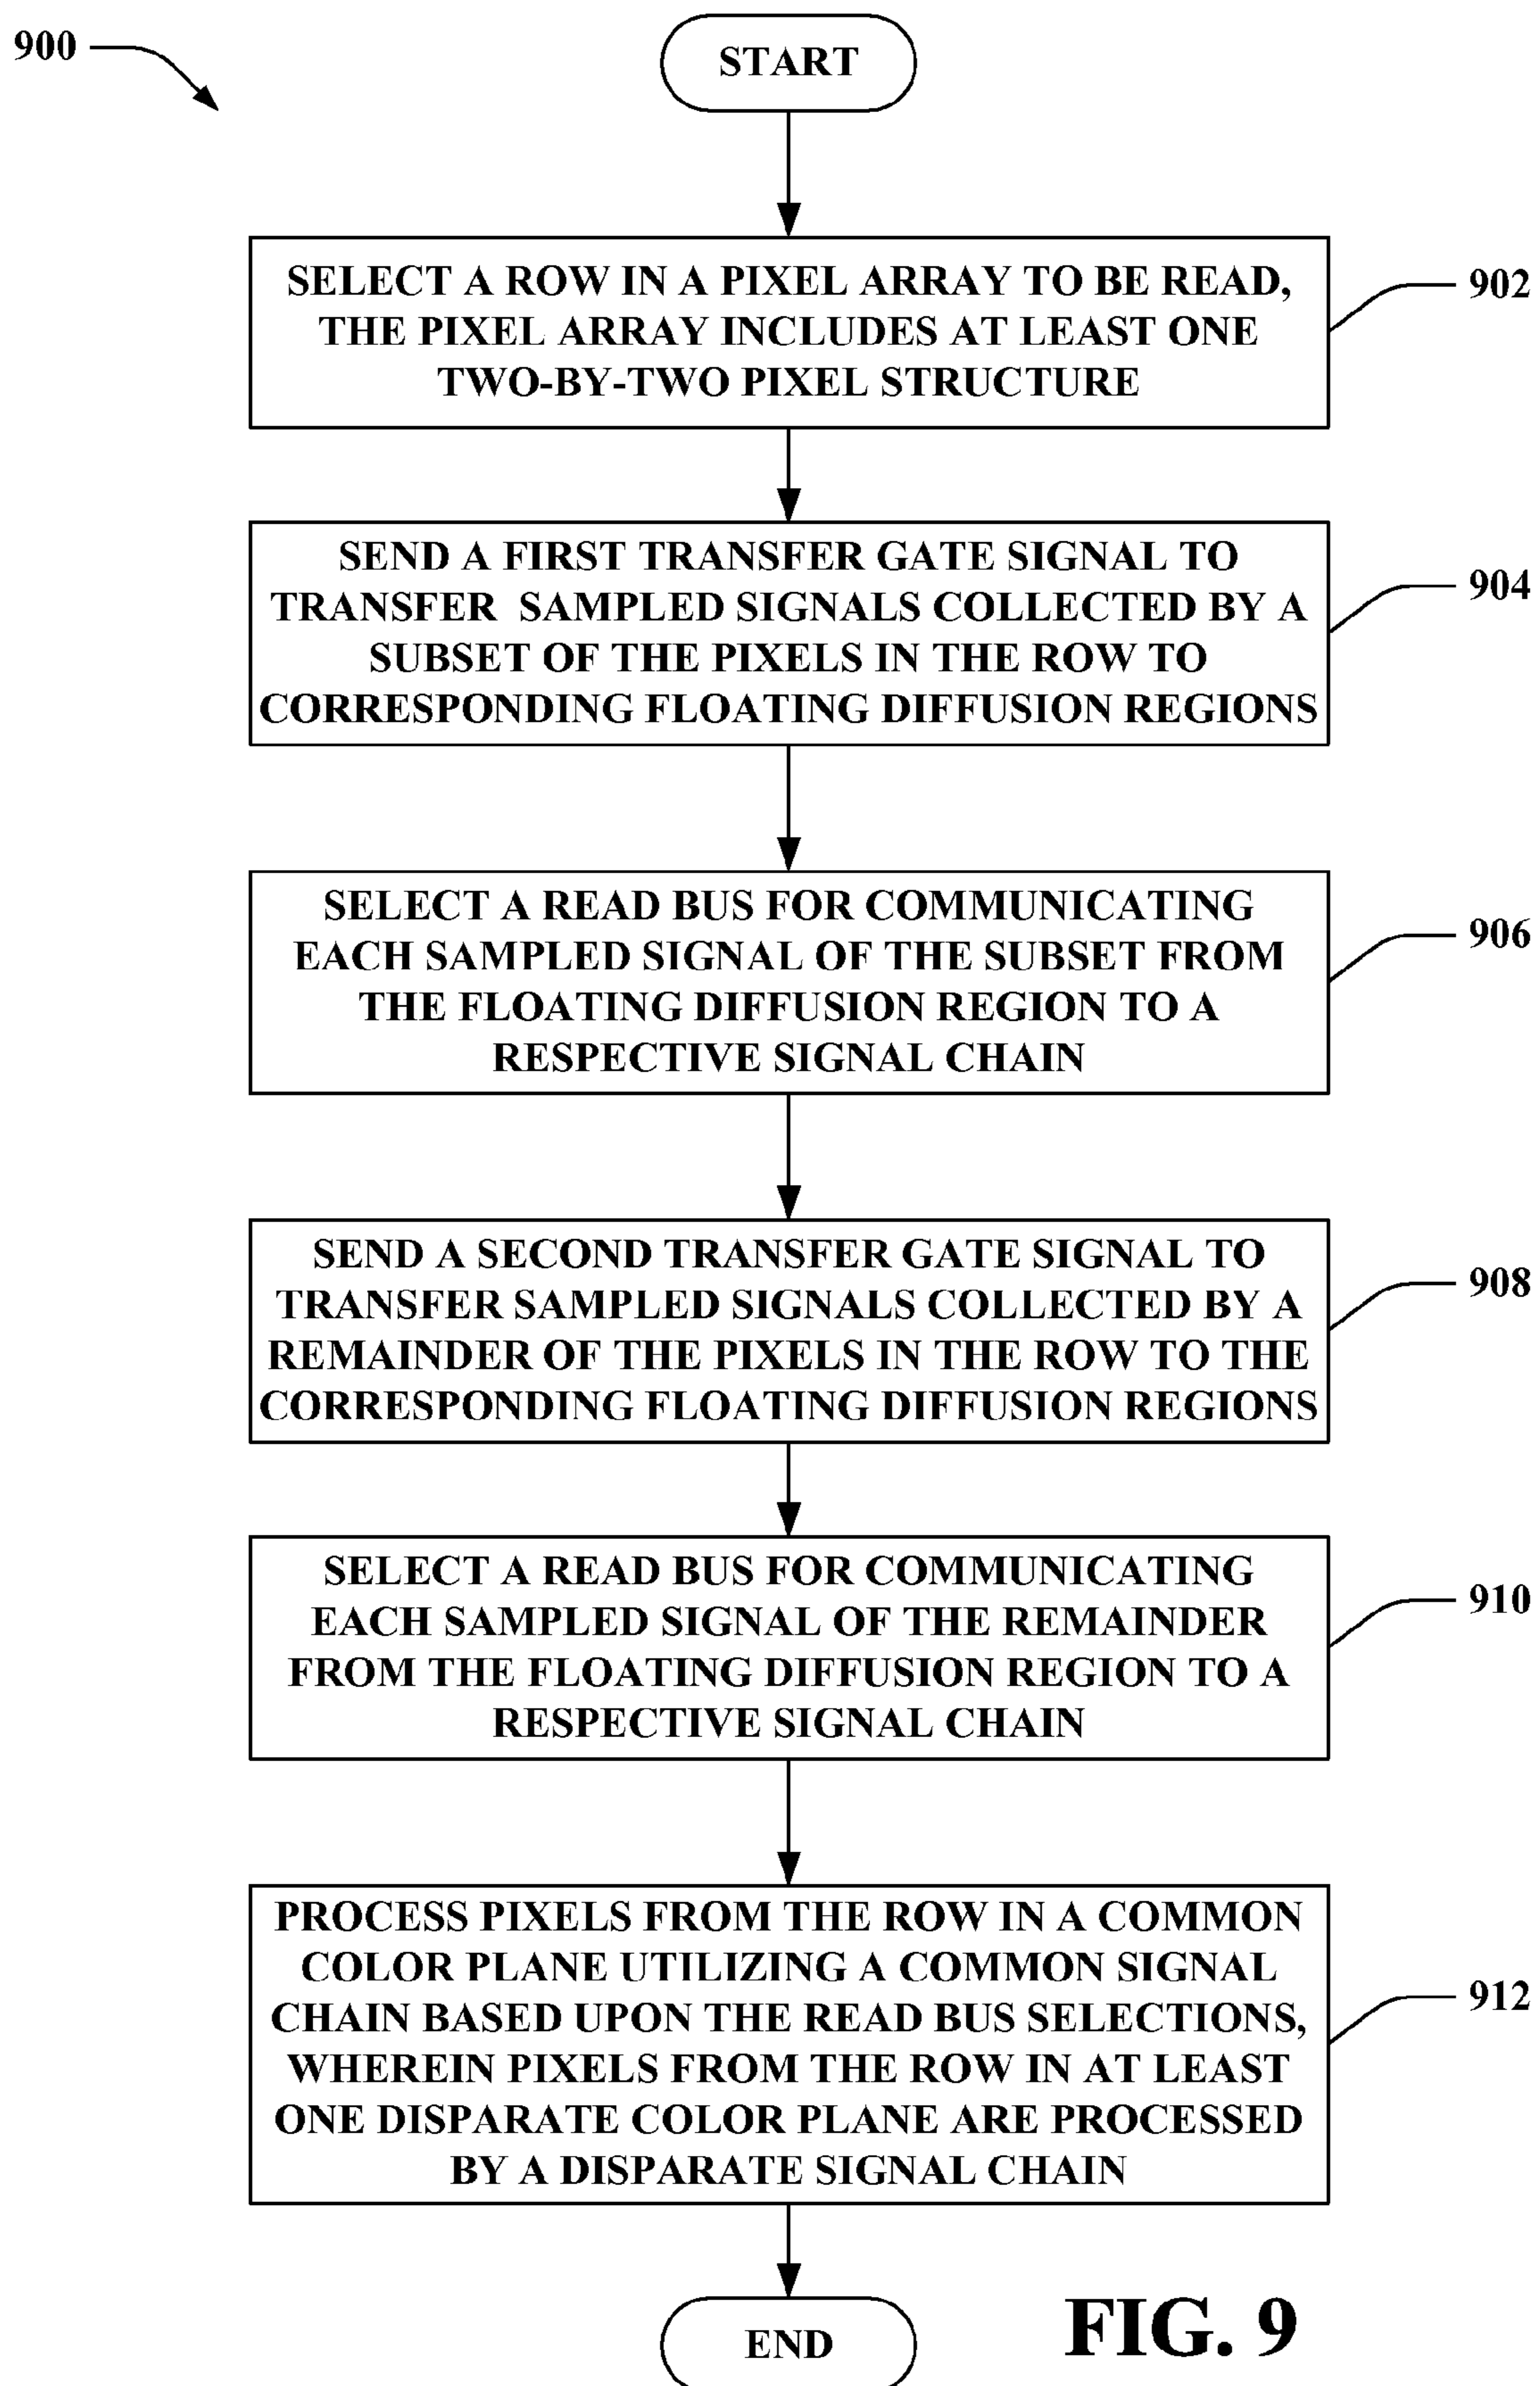 900
START
SELECT A ROW IN A PIXEL ARRAY TO BE READ,
THE PIXEL ARRAY INCLUDES AT LEAST ONE
TWO-BY-TWO PIXEL STRUCTURE
902
SEND A FIRST TRANSFER GATE SIGNAL TO
TRANSFER SAMPLED SIGNALS COLLECTED BY A
SUBSET OF THE PIXELS IN THE ROW TO
CORRESPONDING FLOATING DIFFUSION REGIONS
904
SELECT A READ BUS FOR COMMUNICATING
EACH SAMPLED SIGNAL OF THE SUBSET FROM
THE FLOATING DIFFUSION REGION TO A
RESPECTIVE SIGNAL CHAIN
906
SEND A SECOND TRANSFER GATE SIGNAL TO
TRANSFER SAMPLED SIGNALS COLLECTED BY A
REMAINDER OF THE PIXELS IN THE ROW TO THE
CORRESPONDING FLOATING DIFFUSION REGIONS
908
SELECT A READ BUS FOR COMMUNICATING
EACH SAMPLED SIGNAL OF THE REMAINDER
FROM THE FLOATING DIFFUSION REGION TO A
RESPECTIVE SIGNAL CHAIN
910
PROCESS PIXELS FROM THE ROW IN A COMMON
COLOR PLANE UTILIZING A COMMON SIGNAL
CHAIN BASED UPON THE READ BUS SELECTIONS,
WHEREIN PIXELS FROM THE ROW IN AT LEAST
ONE DISPARATE COLOR PLANE ARE PROCESSED
BY A DISPARATE SIGNAL CHAIN
912
END
FIG. 9